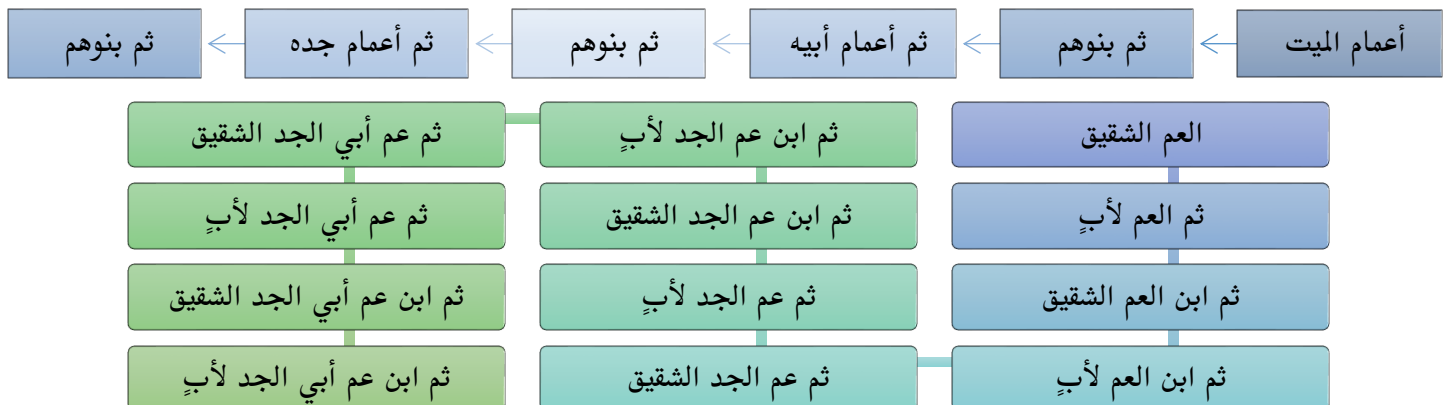 أعمام الميت
ثم بنوهم
ثم أعمام أبيه
ثم بنوهم
ثم أعمام جده
ثم بنوهم
العم الشقيق
ثم العم لأبٍ
ثم ابن العم الشقيق
ثم ابن العم لأبٍ
ثم عم الجد الشقيق
ثم عم الجد لأبٍ
ثم ابن عم الجد الشقيق
ثم ابن عم الجد لأبٍ
ثم عم أبي الجد الشقيق
ثم عم أبي الجد لأبٍ
ثم ابن عم أبي الجد الشقيق
ثم ابن عم أبي الجد لأبٍ